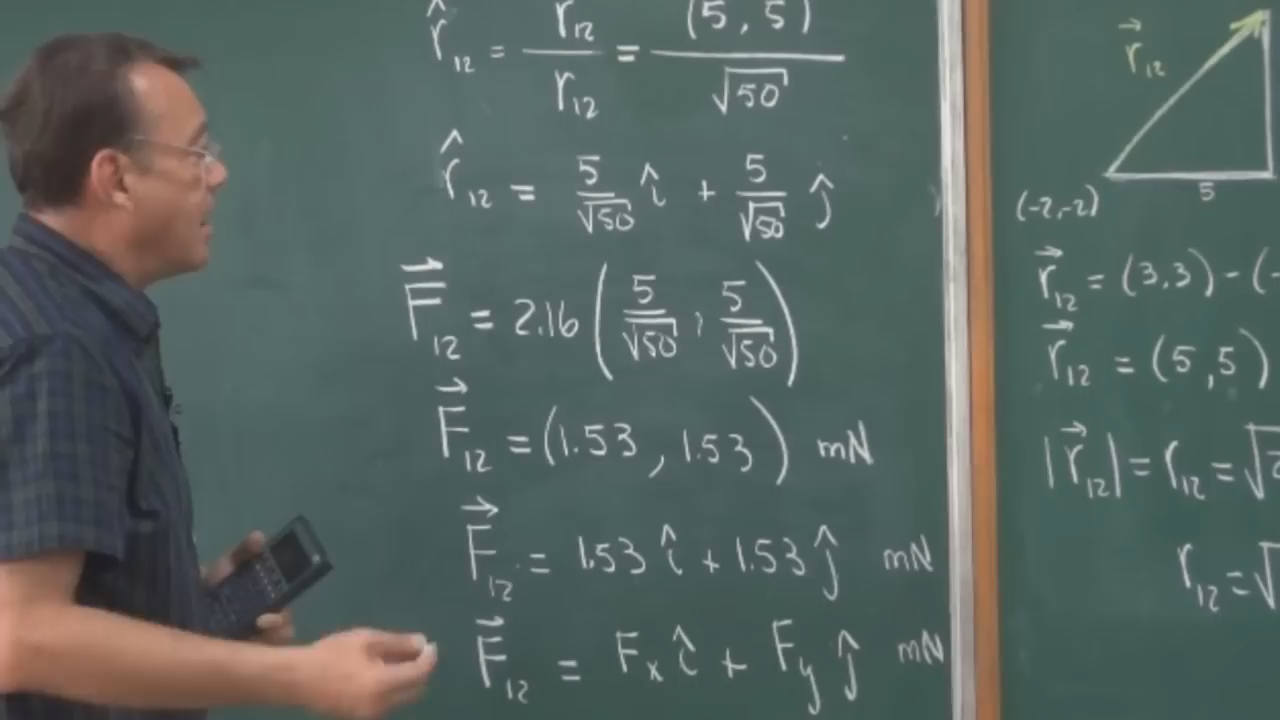 r̂₁₂ = r₁₂ / r₁₂ = (5, 5) / √50
r̂₁₂ = 5/√50 î + 5/√50 ĵ
F⃗₁₂ = 2.16 (5/√50, 5/√50)
F⃗₁₂ = (1.53, 1.53) mN
F⃗₁₂ = 1.53 î + 1.53 ĵ mN
F⃗₁₂ = Fₓ î + F_y ĵ mN
r⃗₁₂
5
(-2,-2)
r⃗₁₂ = (3,3) - (-
r⃗₁₂ = (5,5)
|r⃗₁₂| = r₁₂ = √
r₁₂ = √